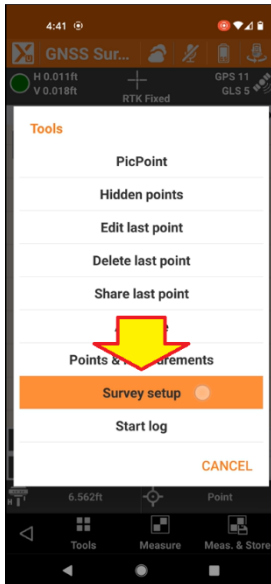 4:41
GNSS Sur...
H 0.011ft
V 0.018ft
RTK Fixed
GPS 11
GLS 5
Tools
PicPoint
Hidden points
Edit last point
Delete last point
Share last point
Points &
Survey setup
Start log
CANCEL
H
6.562ft
Point
Tools
Measure
Meas. & Store